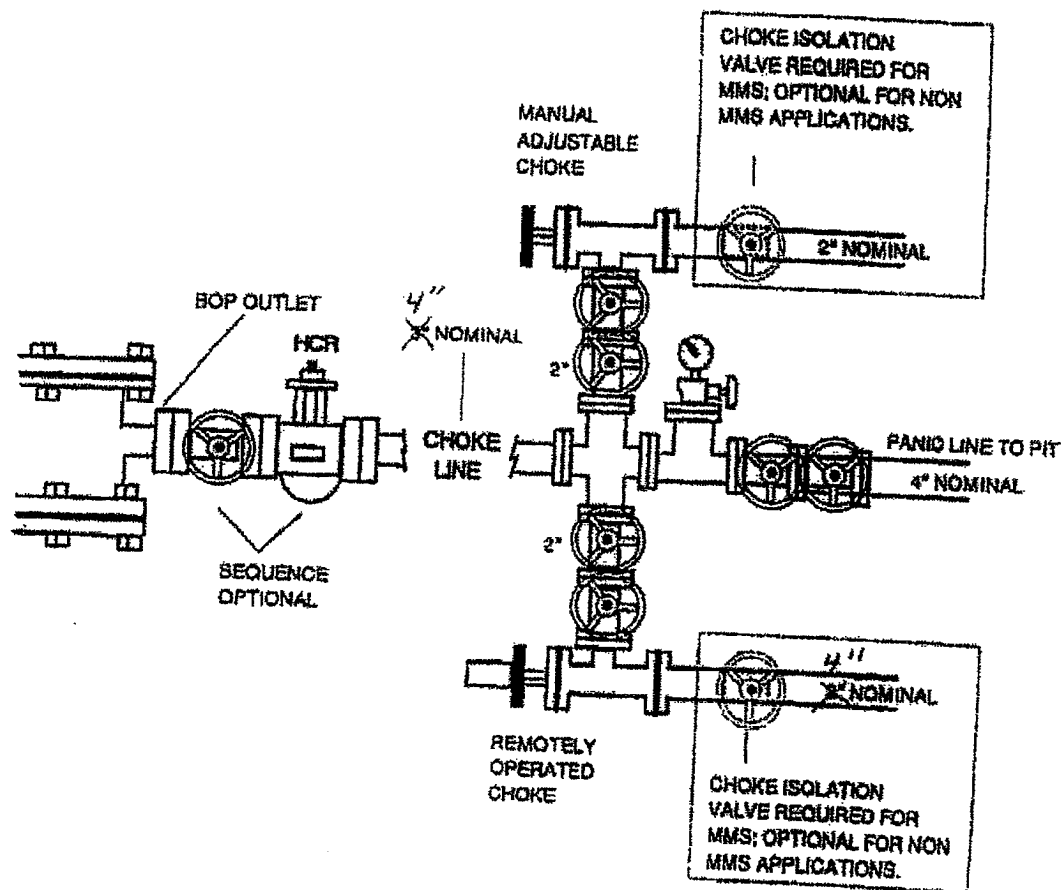 CHOKE ISOLATION
VALVE REQUIRED FOR
MMS; OPTIONAL FOR NON
MMS APPLICATIONS.
MANUAL
ADJUSTABLE
CHOKE
2" NOMINAL
BOP OUTLET
HCR
4"
3" NOMINAL
2"
CHOKE
LINE
PANIC LINE TO PIT
4" NOMINAL
2"
SEQUENCE
OPTIONAL
4"
NOMINAL
REMOTELY
OPERATED
CHOKE
CHOKE ISOLATION
VALVE REQUIRED FOR
MMS; OPTIONAL FOR NON
MMS APPLICATIONS.